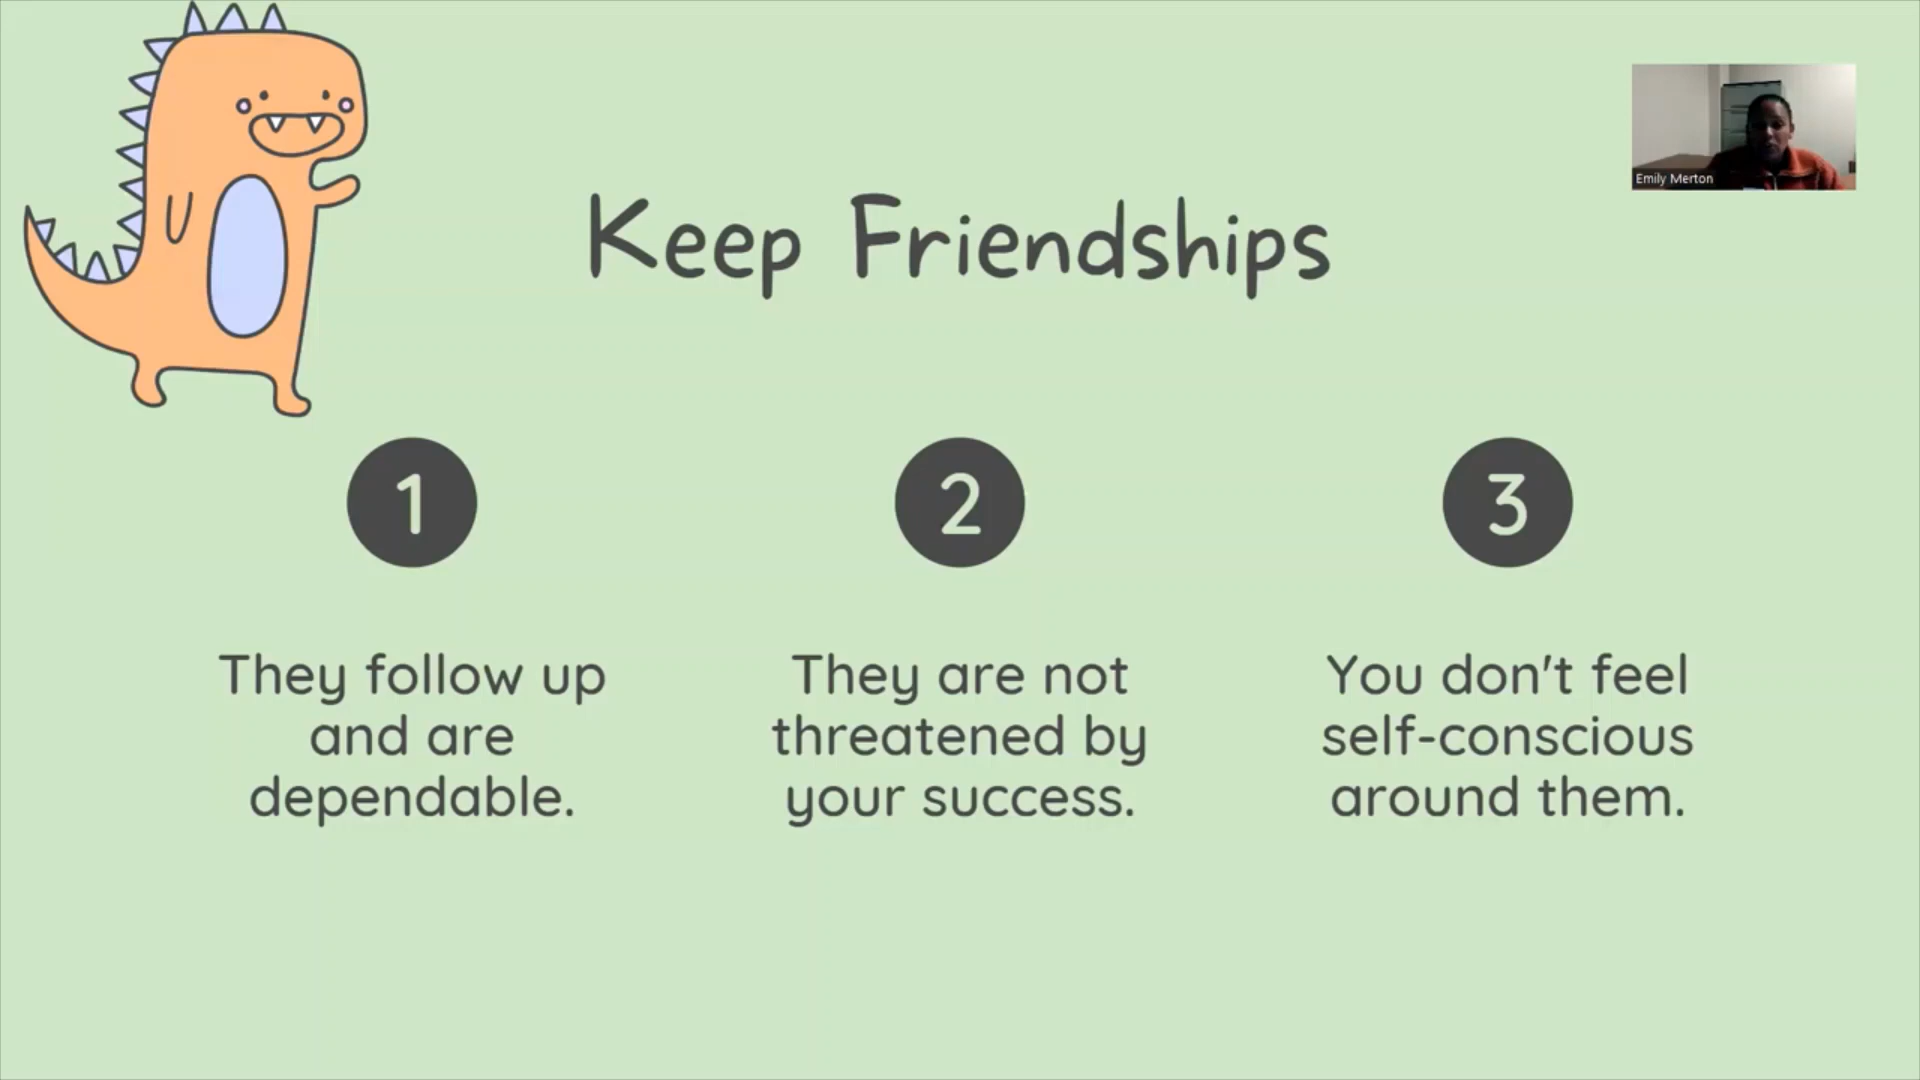 Keep Friendships
Emily Merton
1
They follow up
and are
dependable.
2
They are not
threatened by
your success.
3
You don't feel
self-conscious
around them.